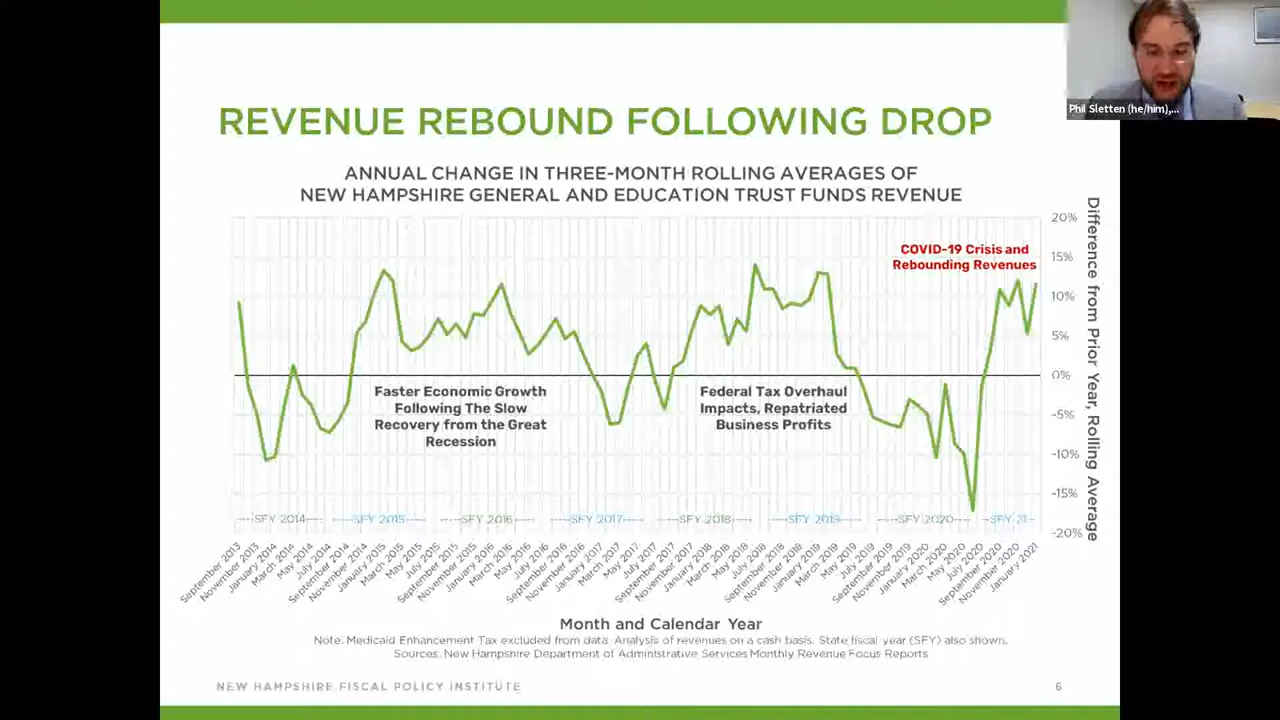 REVENUE REBOUND FOLLOWING DROP
Phil Sletten (he/him),...
ANNUAL CHANGE IN THREE-MONTH ROLLING AVERAGES OF
NEW HAMPSHIRE GENERAL AND EDUCATION TRUST FUNDS REVENUE
20%
15%
10%
5%
0%
-5%
-10%
-15%
-20%
Difference from Prior Year, Rolling Average
COVID-19 Crisis and
Rebounding Revenues
Faster Economic Growth
Following The Slow
Recovery from the Great
Recession
Federal Tax Overhaul
Impacts, Repatriated
Business Profits
SFY 2014
SFY 2015
SFY 2016
SFY 2017
SFY 2018
SFY 2019
SFY 2020
SFY 21
September 2013
November 2013
January 2014
March 2014
May 2014
July 2014
September 2014
November 2014
January 2015
March 2015
May 2015
July 2015
September 2015
November 2015
January 2016
March 2016
May 2016
July 2016
September 2016
November 2016
January 2017
March 2017
May 2017
July 2017
September 2017
November 2017
January 2018
March 2018
May 2018
July 2018
September 2018
November 2018
January 2019
March 2019
May 2019
July 2019
September 2019
November 2019
January 2020
March 2020
May 2020
July 2020
September 2020
November 2020
January 2021
Month and Calendar Year
Note: Medicaid Enhancement Tax excluded from data. Analysis of revenues on a cash basis. State fiscal year (SFY) also shown.
Sources: New Hampshire Department of Administrative Services Monthly Revenue Focus Reports
NEW HAMPSHIRE FISCAL POLICY INSTITUTE
6